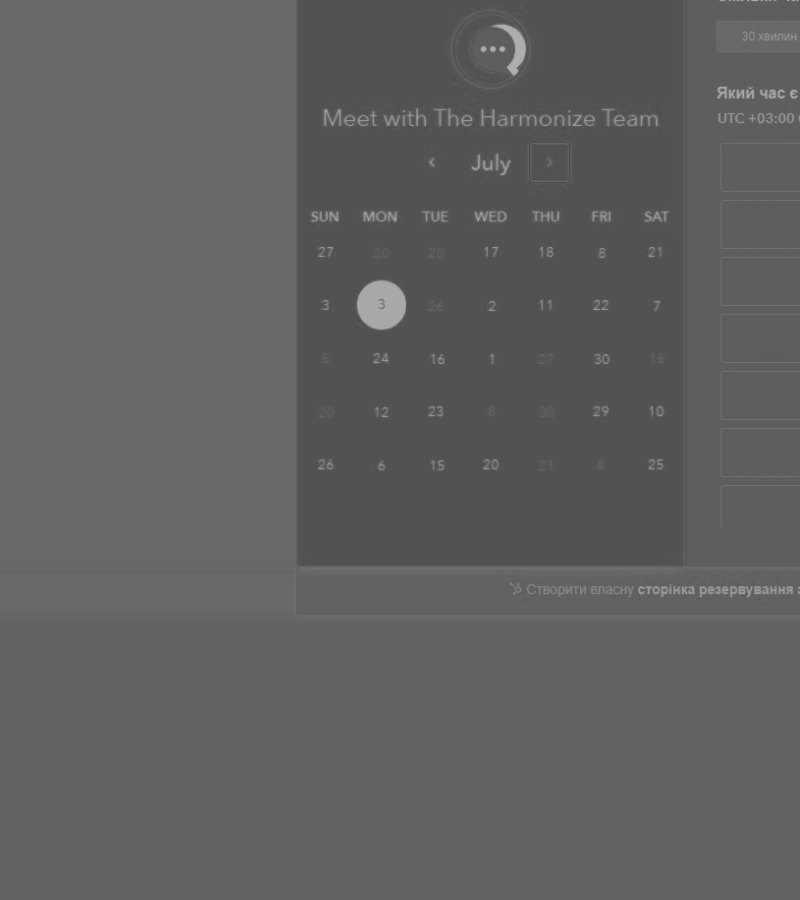 Meet with The Harmonize Team
July
SUN MON TUE WED THU FRI SAT
27 20 20 17 18 8 21
3 3 26 2 11 22 7
5 24 16 1 27 30 16
20 12 23 8 30 29 10
26 6 15 20 21 6 25
30 хвилин
Який час є
UTC +03:00
Створити власну сторінка резервування